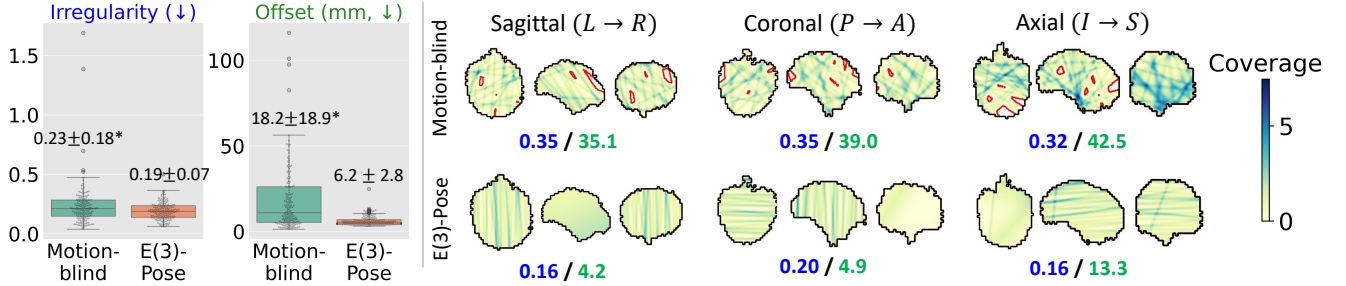 Irregularity (↓)
1.5
1.0
0.5
0.0
0.23±0.18*
0.19±0.07
Motion-
blind
E(3)-
Pose
Offset (mm, ↓)
100
50
0
18.2±18.9*
6.2 ± 2.8
Motion-
blind
E(3)-
Pose
Sagittal (L → R)
Coronal (P → A)
Axial (I → S)
Motion-blind
0.35 / 35.1
0.35 / 39.0
0.32 / 42.5
E(3)-Pose
0.16 / 4.2
0.20 / 4.9
0.16 / 13.3
Coverage
5
0